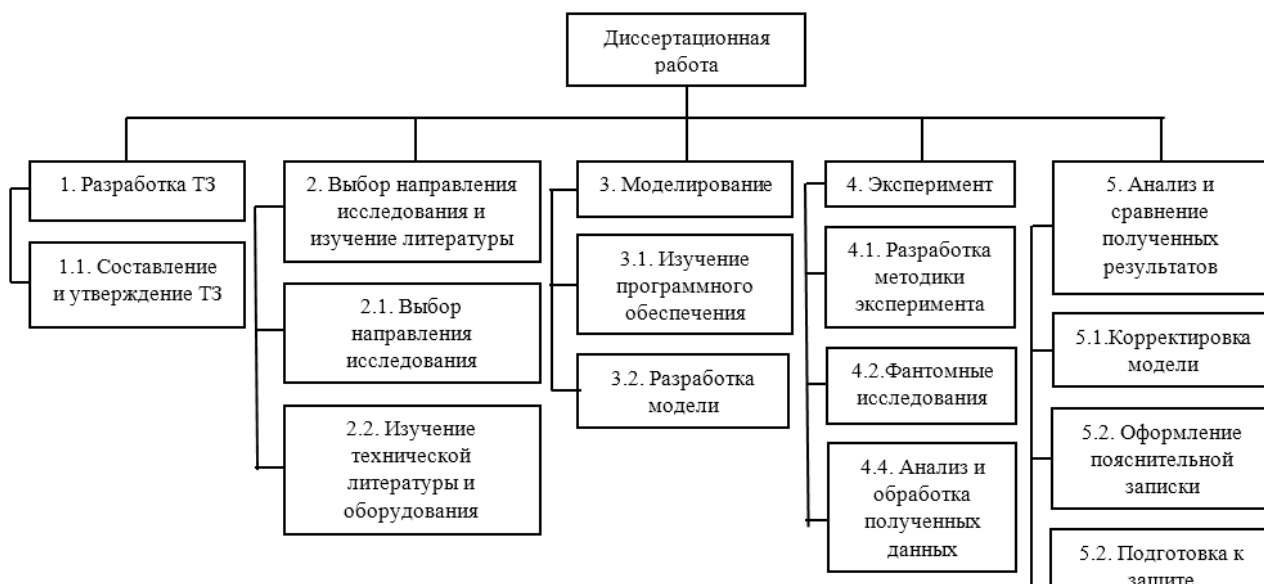 Диссертационная
работа
1. Разработка ТЗ
1.1. Составление
и утверждение ТЗ
2. Выбор направления
исследования и
изучение литературы
2.1. Выбор
направления
исследования
2.2. Изучение
технической
литературы и
оборудования
3. Моделирование
3.1. Изучение
программного
обеспечения
3.2. Разработка
модели
4. Эксперимент
4.1. Разработка
методики
эксперимента
4.2.Фантомные
исследования
4.4. Анализ и
обработка
полученных
данных
5. Анализ и
сравнение
полученных
результатов
5.1.Корректировка
модели
5.2. Оформление
пояснительной
записки
5.2. Подготовка к
защите